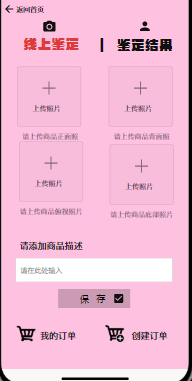 返回首页
线上鉴定 | 鉴定结果
上传照片 上传照片
请上传商品正面照 请上传商品背面照
上传照片 上传照片
请上传商品俯视照片 请上传商品底部照片
请添加商品描述
请在此处输入
保 存
我的订单 创建订单